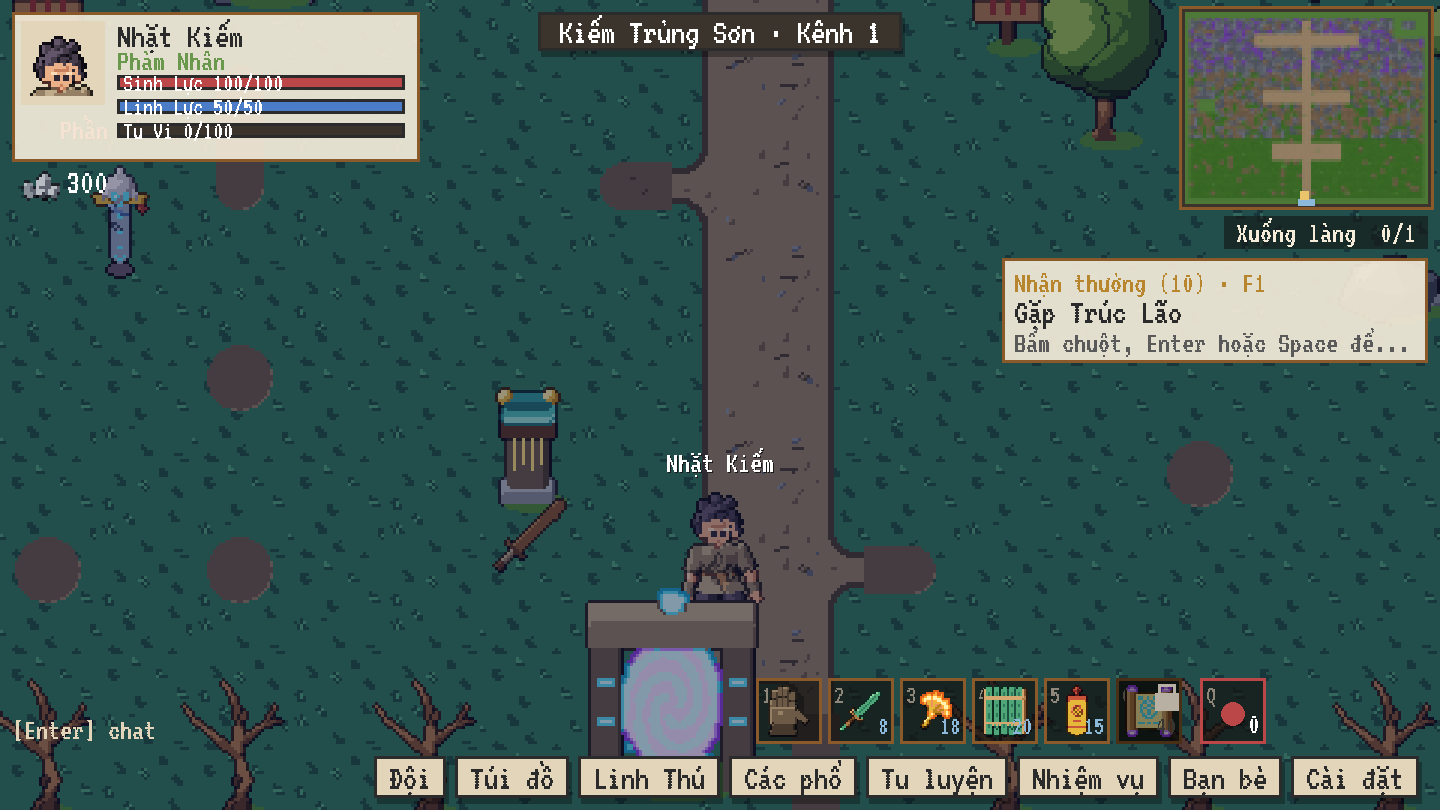 Nhặt Kiếm
Phàm Nhân
Sinh Lực 100/100
Linh Lực 50/50
Phần
Tu Vi 0/100
300
Kiếm Trủng Sơn · Kênh 1
Xuống làng 0/1
Nhận thưởng (10) · F1
Gặp Trúc Lão
Bấm chuột, Enter hoặc Space để...
Nhặt Kiếm
[Enter] chat
1
2 8
3 18
4 20
5 15
Q 0
Đội
Túi đồ
Linh Thú
Các phổ
Tu luyện
Nhiệm vụ
Bạn bè
Cài đặt